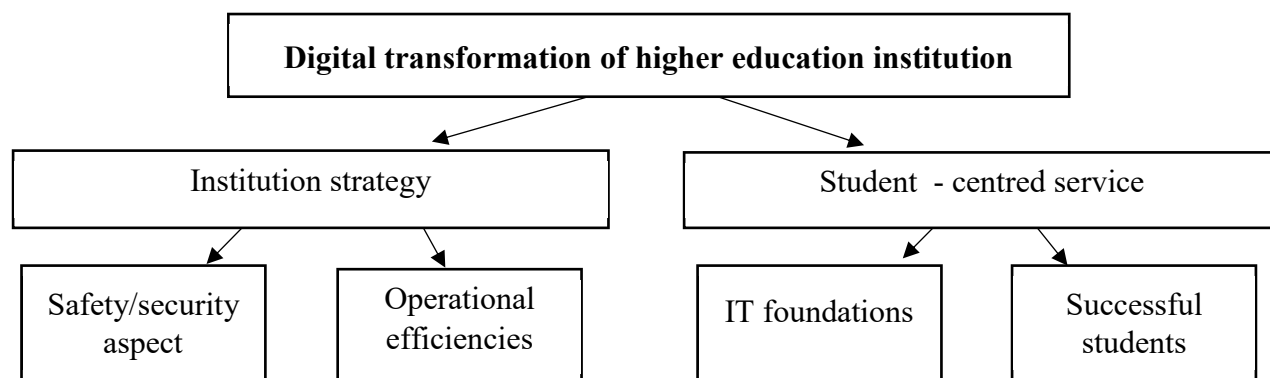 Digital transformation of higher education institution
Institution strategy
Student  - centred service
Safety/security
aspect
Operational
efficiencies
IT foundations
Successful
students